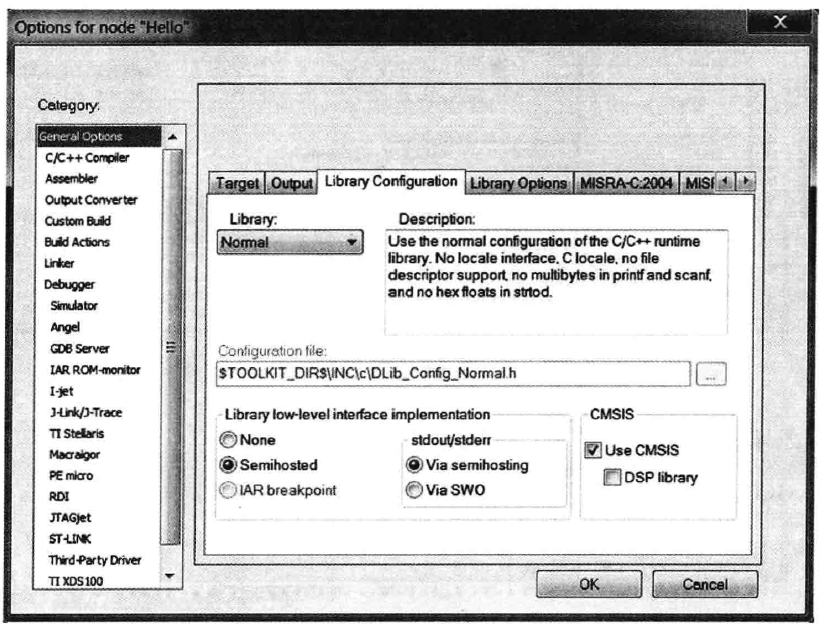 Options for node "Hello"
X
Category:
General Options
C/C++ Compiler
Assembler
Output Converter
Custom Build
Build Actions
Linker
Debugger
Simulator
Angel
GDB Server
IAR ROM-monitor
I-jet
J-Link/J-Trace
TI Stellaris
Macraigor
PE micro
RDI
JTAGjet
ST-LINK
Third-Party Driver
TI XDS100
Target Output Library Configuration Library Options MISRA-C:2004 MISI
Library:
Normal
Description:
Use the normal configuration of the C/C++ runtime
library. No locale interface, C locale, no file
descriptor support, no multibytes in printf and scanf,
and no hex floats in strtod.
Configuration file:
$TOOLKIT_DIR$\INC\c\DLib_Config_Normal.h
...
Library low-level interface implementation
None
Semihosted
IAR breakpoint
stdout/stderr
Via semihosting
Via SWO
CMSIS
Use CMSIS
DSP library
OK
Cancel